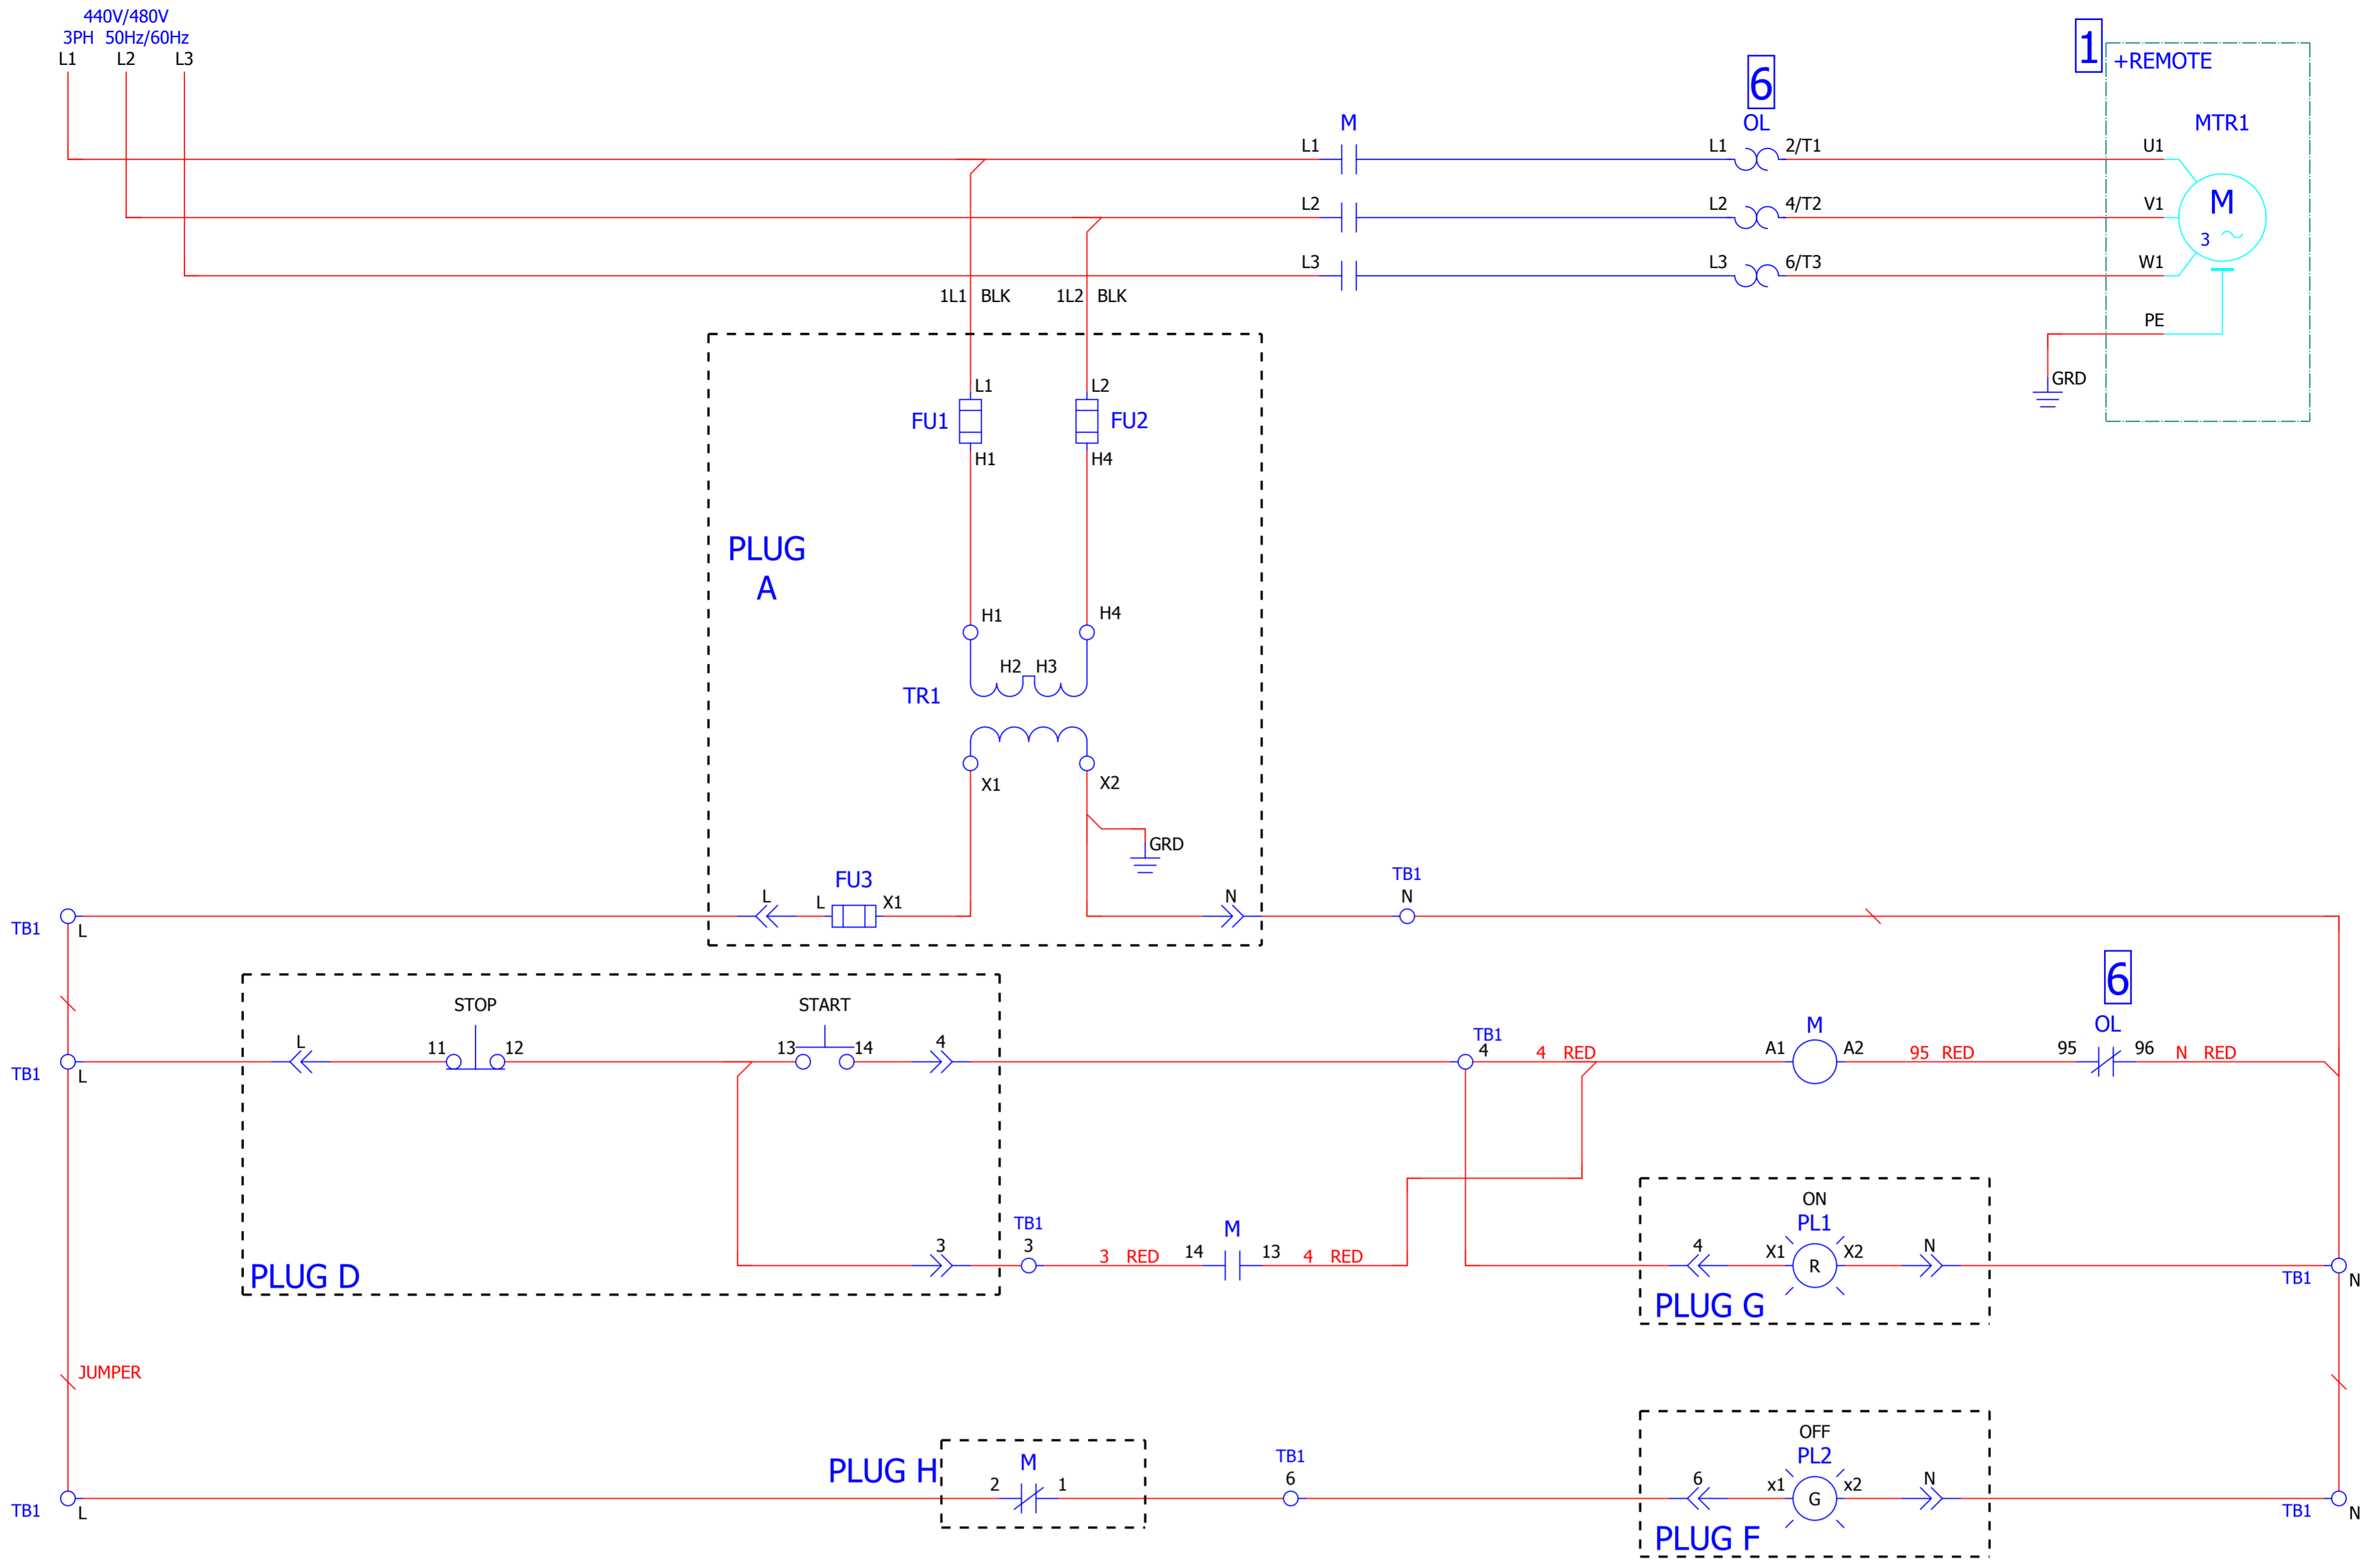 440V/480V
3PH 50Hz/60Hz
L1 L2 L3
1
+REMOTE
6
M
OL
MTR1
L1
L1
2/T1
U1
L2
L2
4/T2
V1
M
3
L3
L3
6/T3
W1
1L1 BLK
1L2 BLK
PE
GRD
L1
L2
FU1
FU2
H1
H4
PLUG
A
H1
H4
H2 H3
TR1
X1
X2
GRD
FU3
TB1
L
L
X1
N
N
TB1
L
6
STOP
START
TB1
M
OL
L
11
12
13
14
4
4
4 RED
A1
A2
95 RED
95
96
N RED
TB1
L
ON
PL1
TB1
M
3
3
3 RED
14
13
4 RED
4
X1
R
X2
N
PLUG D
PLUG G
TB1
N
JUMPER
OFF
PL2
PLUG H
M
TB1
2
1
6
6
x1
G
x2
N
TB1
L
PLUG F
TB1
N